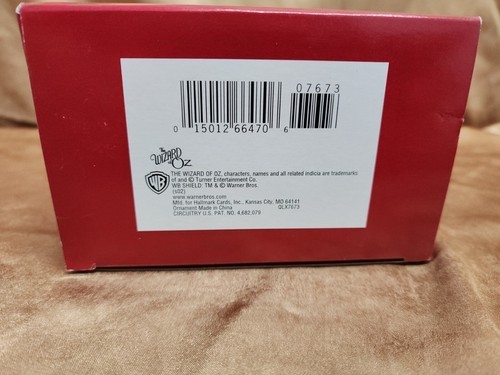 07673
0 15012 66470 6
The WIZARD of OZ
THE WIZARD OF OZ, characters, names and all related indicia are trademarks
of and © Turner Entertainment Co.
WB WB SHIELD: TM & © Warner Bros.
(s02)
www.warnerbros.com
Mfd. for Hallmark Cards, Inc., Kansas City, MO 64141
Ornament Made in China QLX7673
CIRCUITRY U.S. PAT. NO. 4,682,079